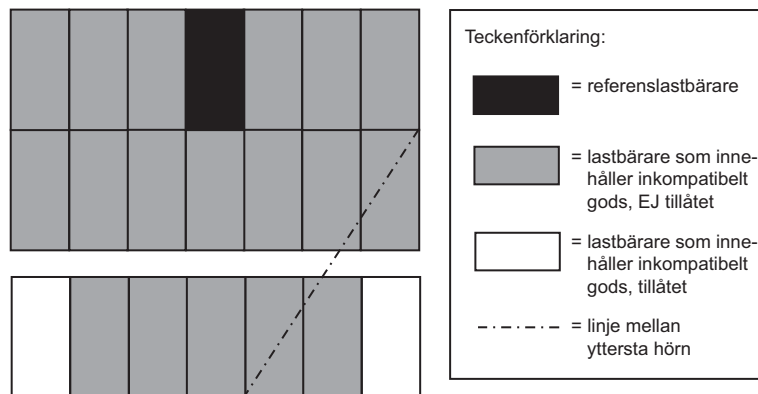 Teckenförklaring:
= referenslastbärare
= lastbärare som inne-
håller inkompatibelt
gods, EJ tillåtet
= lastbärare som inne-
håller inkompatibelt
gods, tillåtet
= linje mellan
yttersta hörn